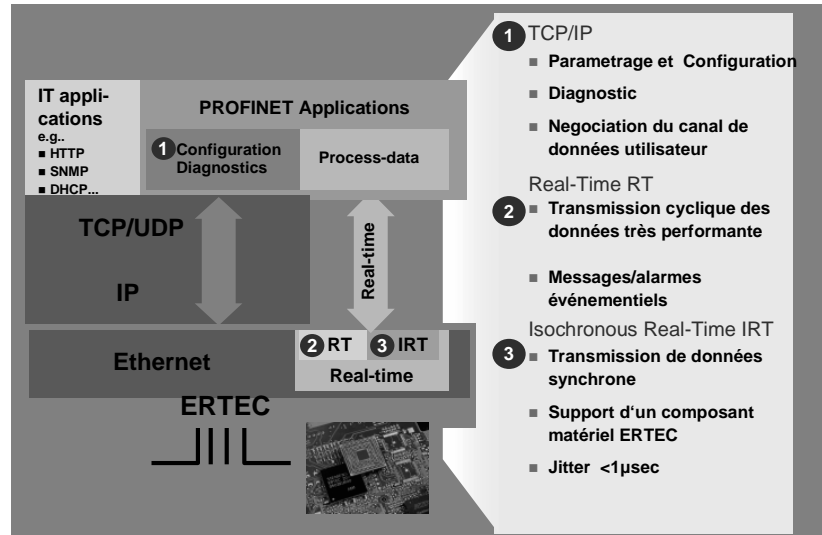 IT appli-
cations
e.g..
■ HTTP
■ SNMP
■ DHCP...
PROFINET Applications
1 Configuration
Diagnostics
Process-data
TCP/UDP
IP
Real-time
Ethernet
2 RT
3 IRT
Real-time
ERTEC
1 TCP/IP
■ Parametrage et Configuration
■ Diagnostic
■ Negociation du canal de
données utilisateur
Real-Time RT
2 ■ Transmission cyclique des
données très performante
■ Messages/alarmes
événementiels
Isochronous Real-Time IRT
3 ■ Transmission de données
synchrone
■ Support d‘un composant
matériel ERTEC
■ Jitter <1µsec